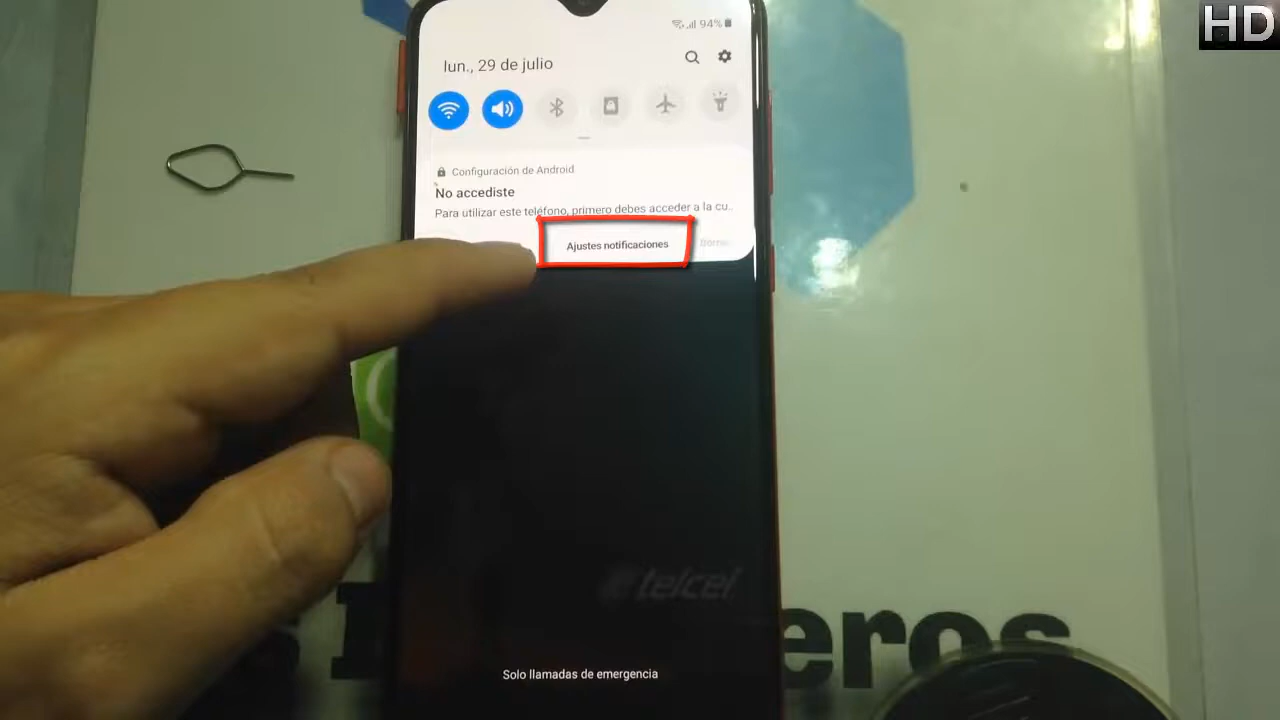 HD
94%
lun., 29 de julio
Configuración de Android
No accediste
Para utilizar este teléfono, primero debes acceder a la cu..
Ajustes notificaciones
telcel
Solo llamadas de emergencia
eros